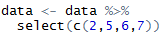 data <- data %>%
  select(c(2,5,6,7))